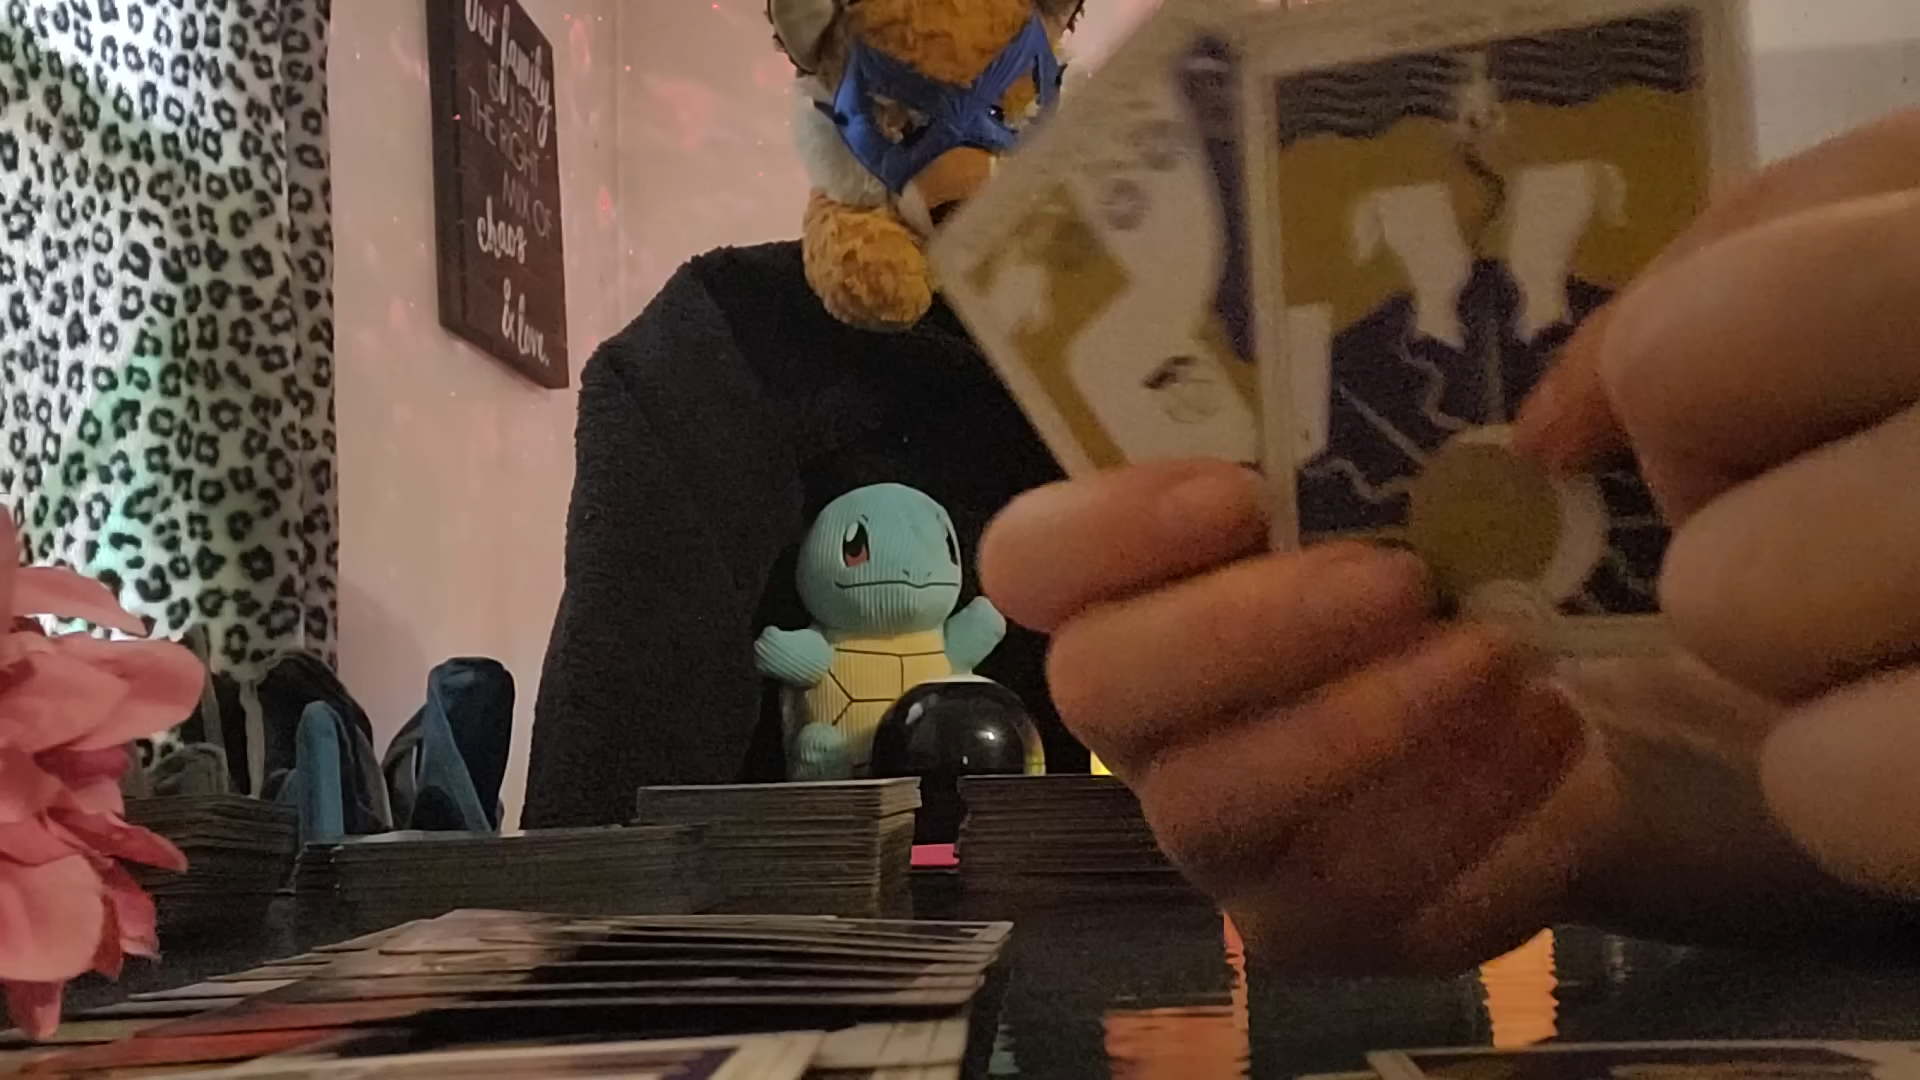 Our family
IS JUST
THE RIGHT
MIX OF
chaos
& love..